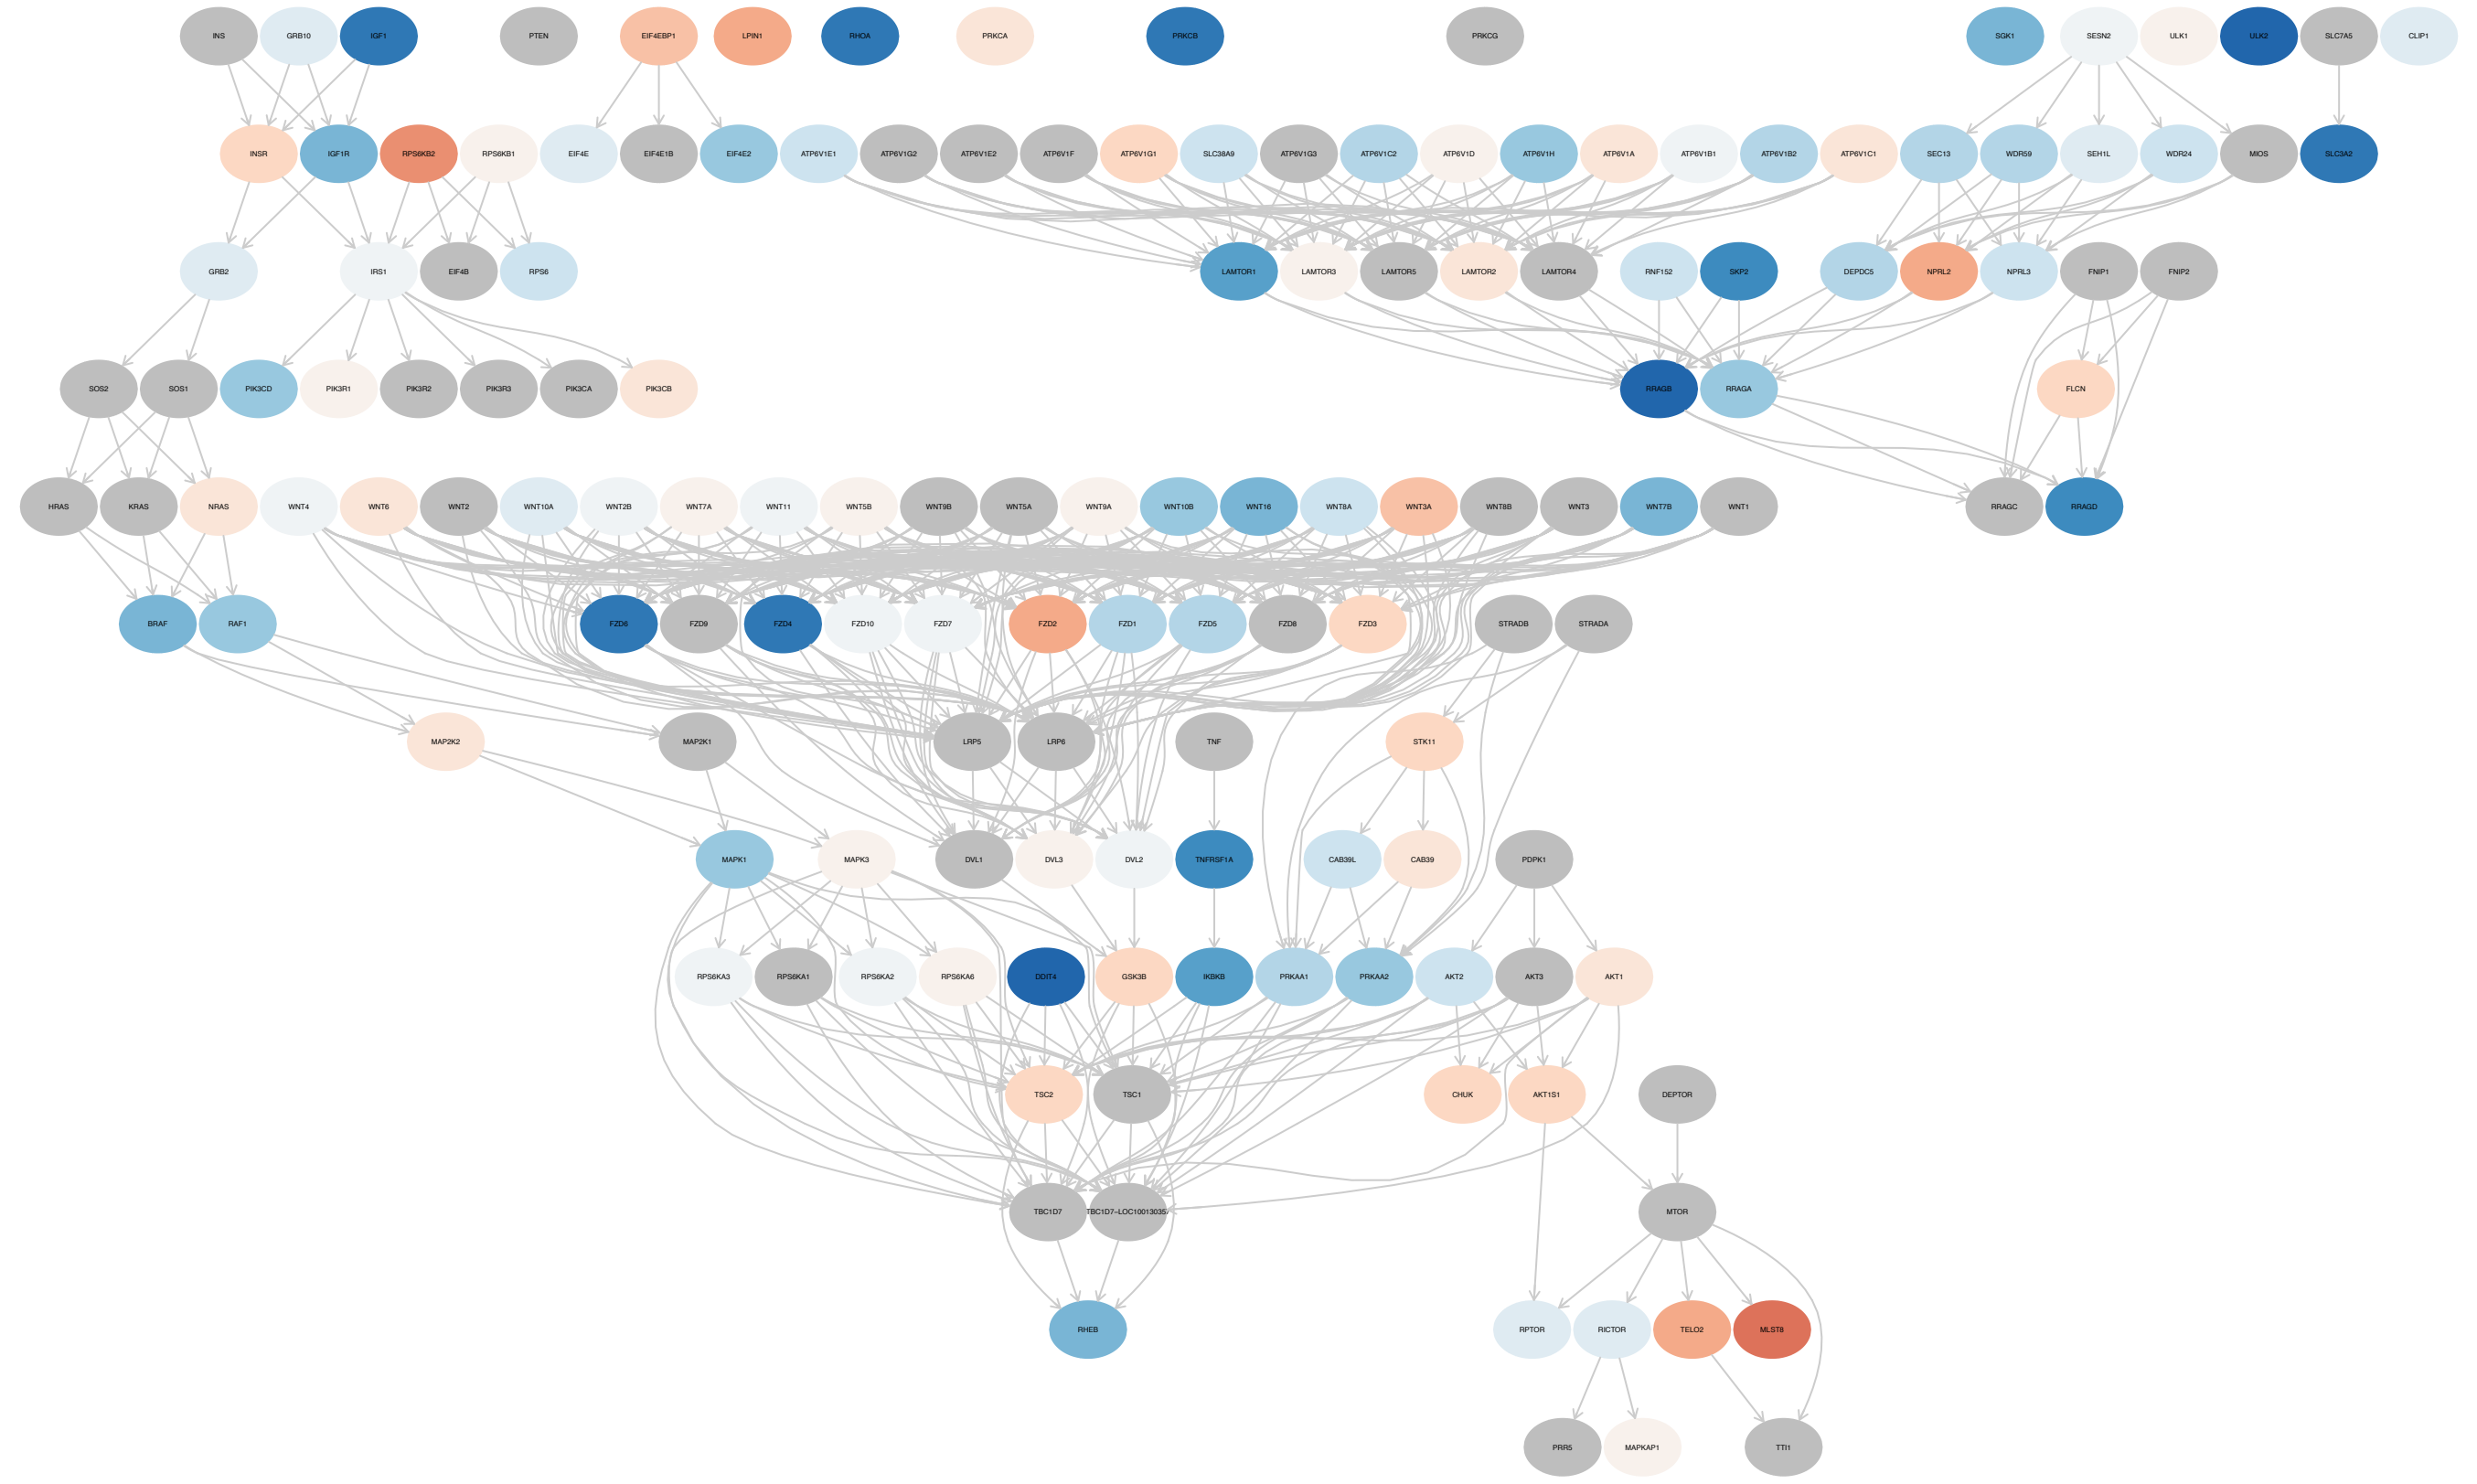 INS GRB10 IGF1 PTEN EIF4EBP1 LPIN1 RHOA PRKCA PRKCB PRKCG SGK1 SESN2 ULK1 ULK2 SLC7A5 CLIP1
INSR IGF1R RPS6KB2 RPS6KB1 EIF4E EIF4E1B EIF4E2 ATP6V1E1 ATP6V1G2 ATP6V1E2 ATP6V1F ATP6V1G1 SLC38A9 ATP6V1G3 ATP6V1C2 ATP6V1D ATP6V1H ATP6V1A ATP6V1B1 ATP6V1B2 ATP6V1C1 SEC13 WDR59 SEH1L WDR24 MIOS SLC3A2
GRB2 IRS1 EIF4B RPS6 LAMTOR1 LAMTOR3 LAMTOR5 LAMTOR2 LAMTOR4 RNF152 SKP2 DEPDC5 NPRL2 NPRL3 FNIP1 FNIP2
SOS2 SOS1 PIK3CD PIK3R1 PIK3R2 PIK3R3 PIK3CA PIK3CB RRAGB RRAGA FLCN
HRAS KRAS NRAS WNT4 WNT6 WNT2 WNT10A WNT2B WNT7A WNT11 WNT5B WNT9B WNT5A WNT9A WNT10B WNT16 WNT8A WNT3A WNT8B WNT3 WNT7B WNT1 RRAGC RRAGD
BRAF RAF1 FZD6 FZD9 FZD4 FZD10 FZD7 FZD2 FZD1 FZD5 FZD8 FZD3 STRADB STRADA
MAP2K2 MAP2K1 LRP5 LRP6 TNF STK11
MAPK1 MAPK3 DVL1 DVL3 DVL2 TNFRSF1A CAB39L CAB39 PDPK1
RPS6KA3 RPS6KA1 RPS6KA2 RPS6KA6 DDIT4 GSK3B IKBKB PRKAA1 PRKAA2 AKT2 AKT3 AKT1
TSC2 TSC1 CHUK AKT1S1 DEPTOR
TBC1D7 TBC1D7-LOC100130357 MTOR
RHEB RPTOR RICTOR TELO2 MLST8
PRR5 MAPKAP1 TTI1